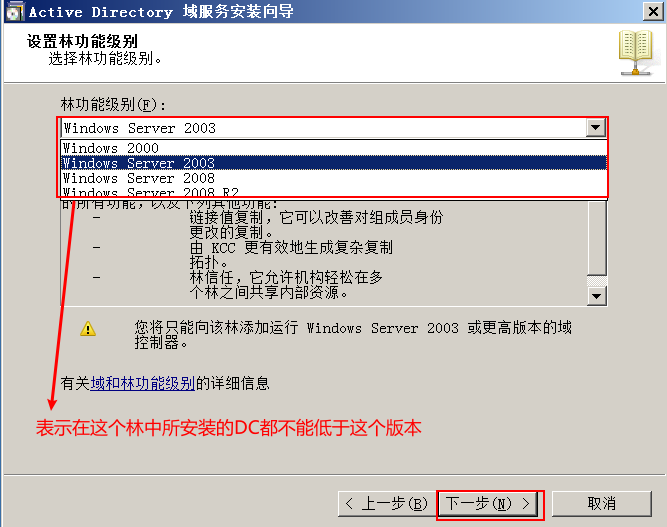 Active Directory 域服务安装向导
设置林功能级别
选择林功能级别。
林功能级别(F):
Windows Server 2003
Windows 2000
Windows Server 2003
Windows Server 2008
Windows Server 2008 R2
的所有功能，以及下列其他功能:
- 链接值复制，它可以改善对组成员身份
更改的复制。
- 由 KCC 更有效地生成复杂复制
拓扑。
- 林信任，它允许机构轻松在多
个林之间共享内部资源。
您将只能向该林添加运行 Windows Server 2003 或更高版本的域
控制器。
有关域和林功能级别的详细信息
表示在这个林中所安装的DC都不能低于这个版本
< 上一步(B) 下一步(N) > 取消